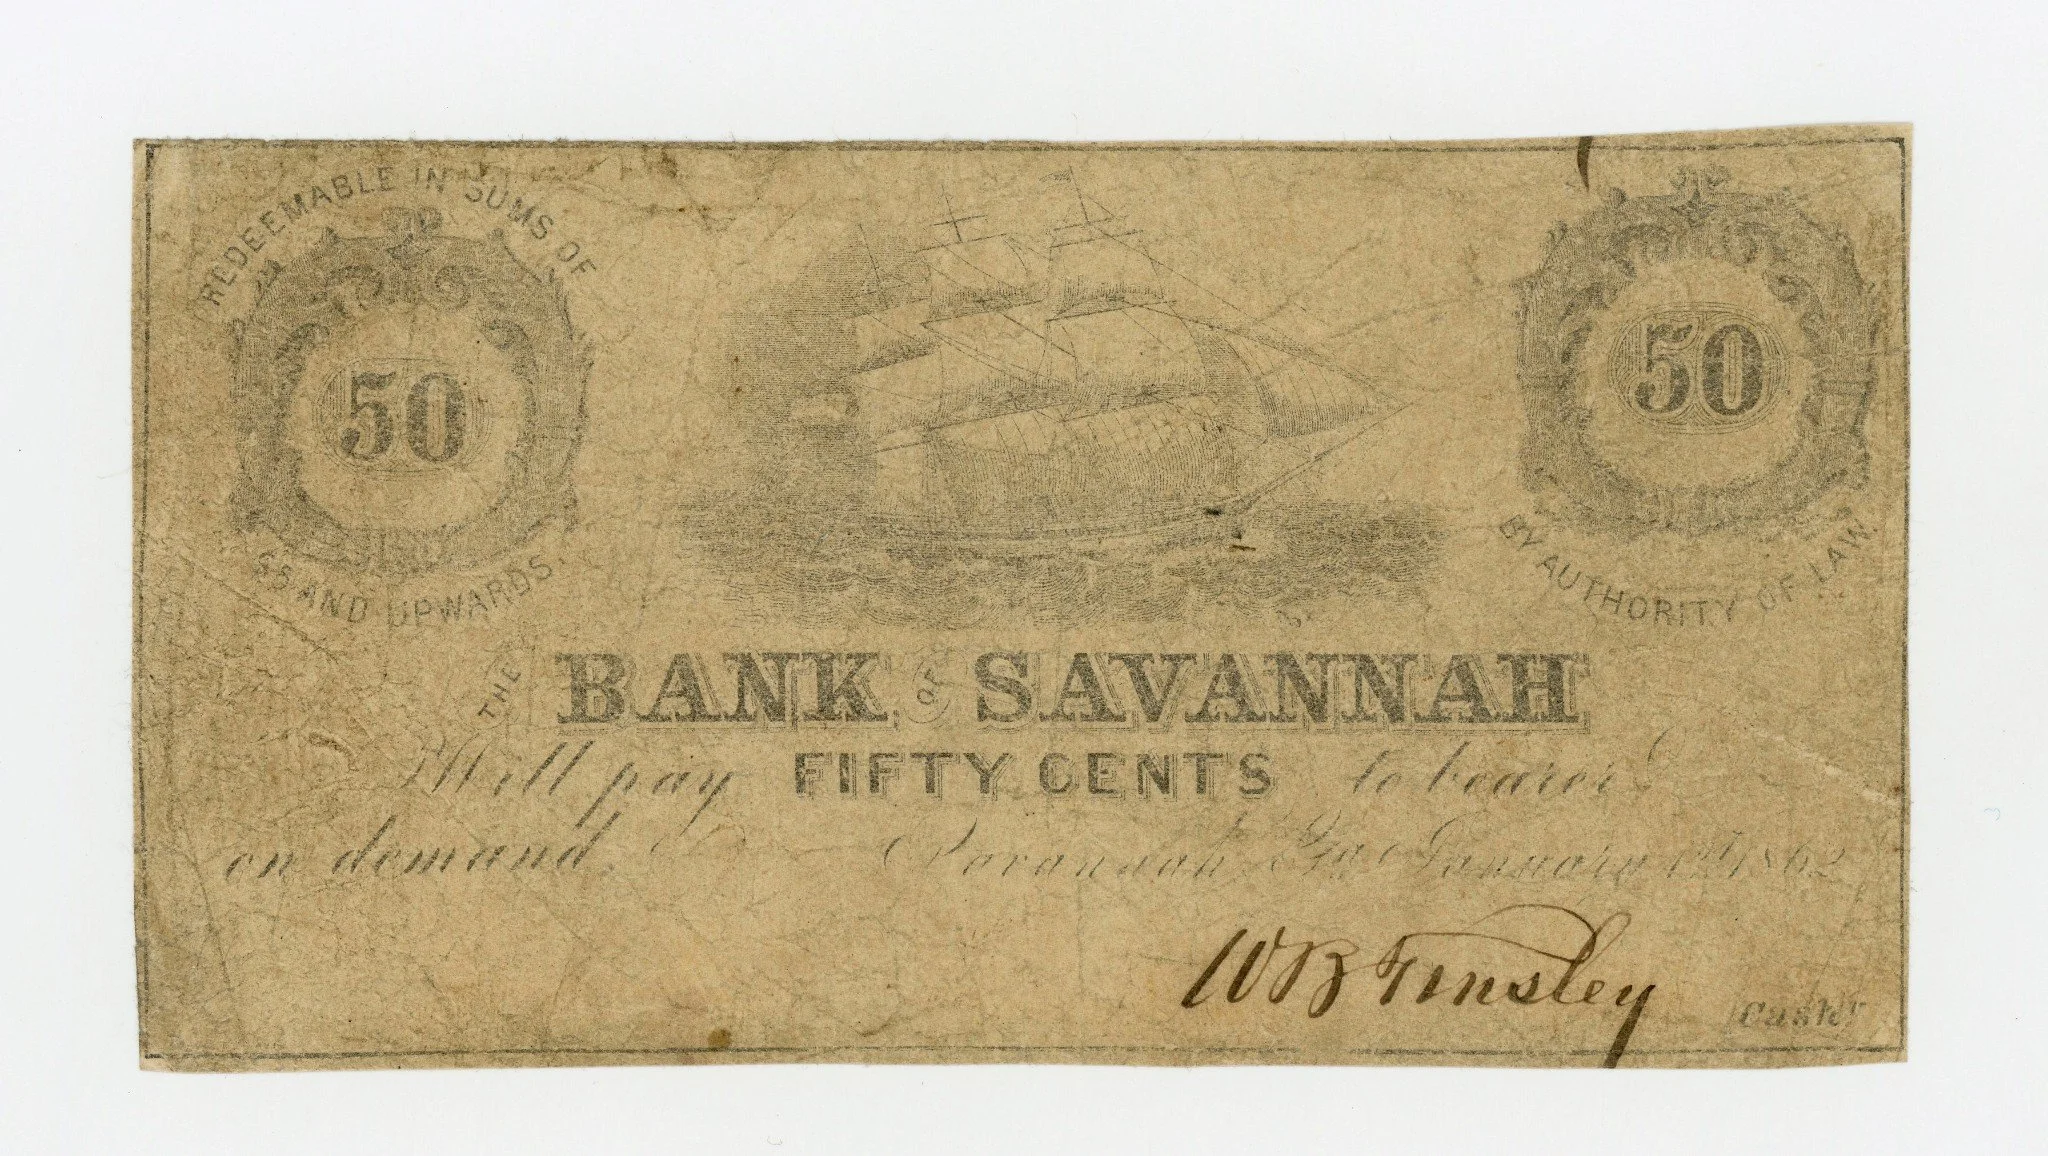 REDEEMABLE IN SUMS OF
50
$5 AND UPWARDS.
50
BY AUTHORITY OF LAW.
THE BANK OF SAVANNAH
Will pay FIFTY CENTS to bearer
on demand. Savannah Ga. January 1st 1862
W B Tinsley
Cashr